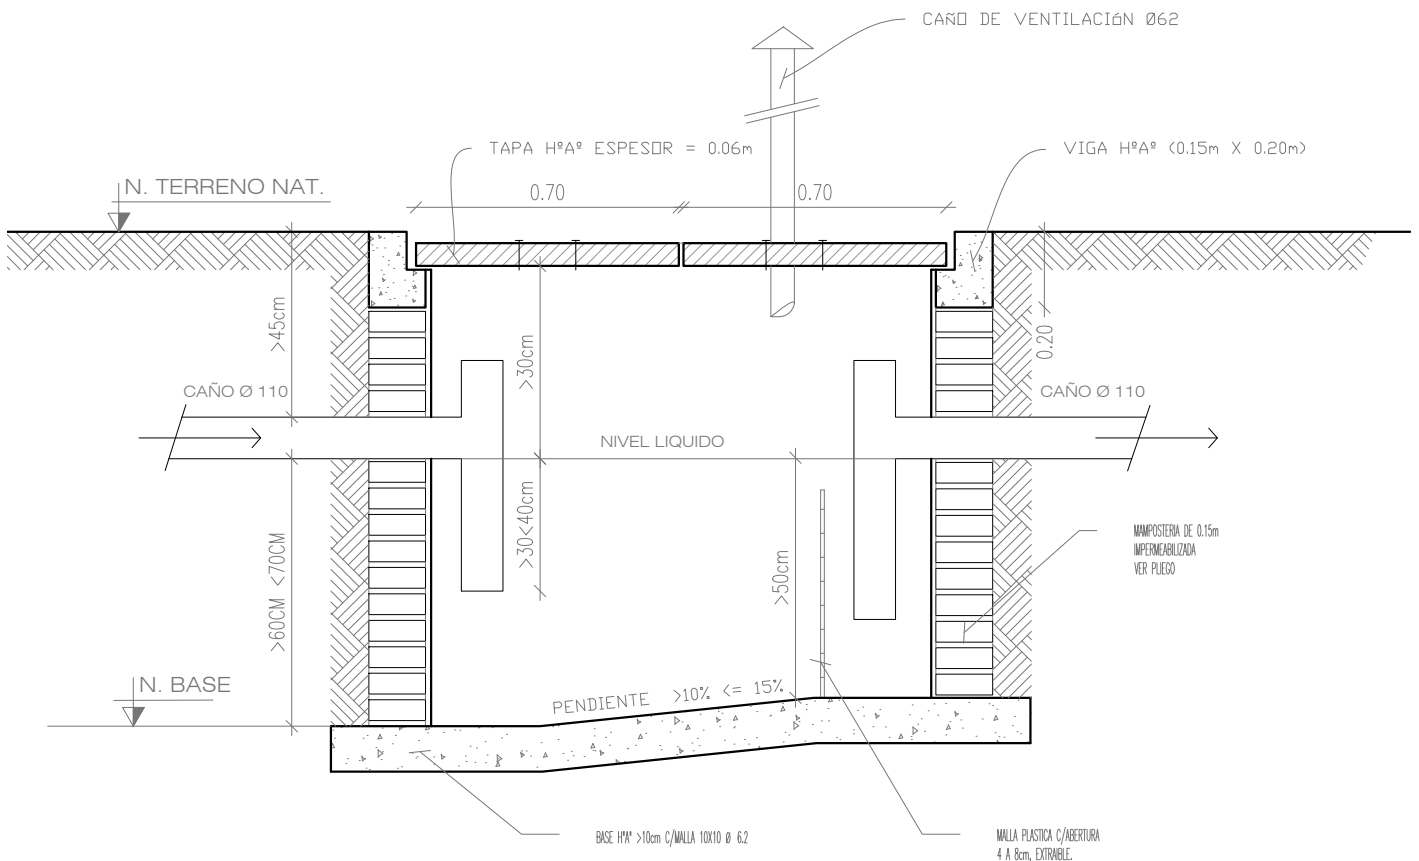 CAÑO DE VENTILACIóN Ø62
TAPA HºAº ESPESOR = 0.06m
VIGA HºAº (0.15m X 0.20m)
N. TERRENO NAT.
0.70
0.70
>45cm
>30cm
0.20
CAÑO Ø 110
CAÑO Ø 110
NIVEL LIQUIDO
>30<40cm
>50cm
>60CM <70CM
MAMPOSTERIA DE 0.15m
IMPERMEABILIZADA
VER PLIEGO
N. BASE
PENDIENTE >10% <= 15%
BASE HºAº >10cm C/MALLA 10X10 Ø 6.2
MALLA PLASTICA C/ABERTURA
4 A 8cm, EXTRAIBLE.